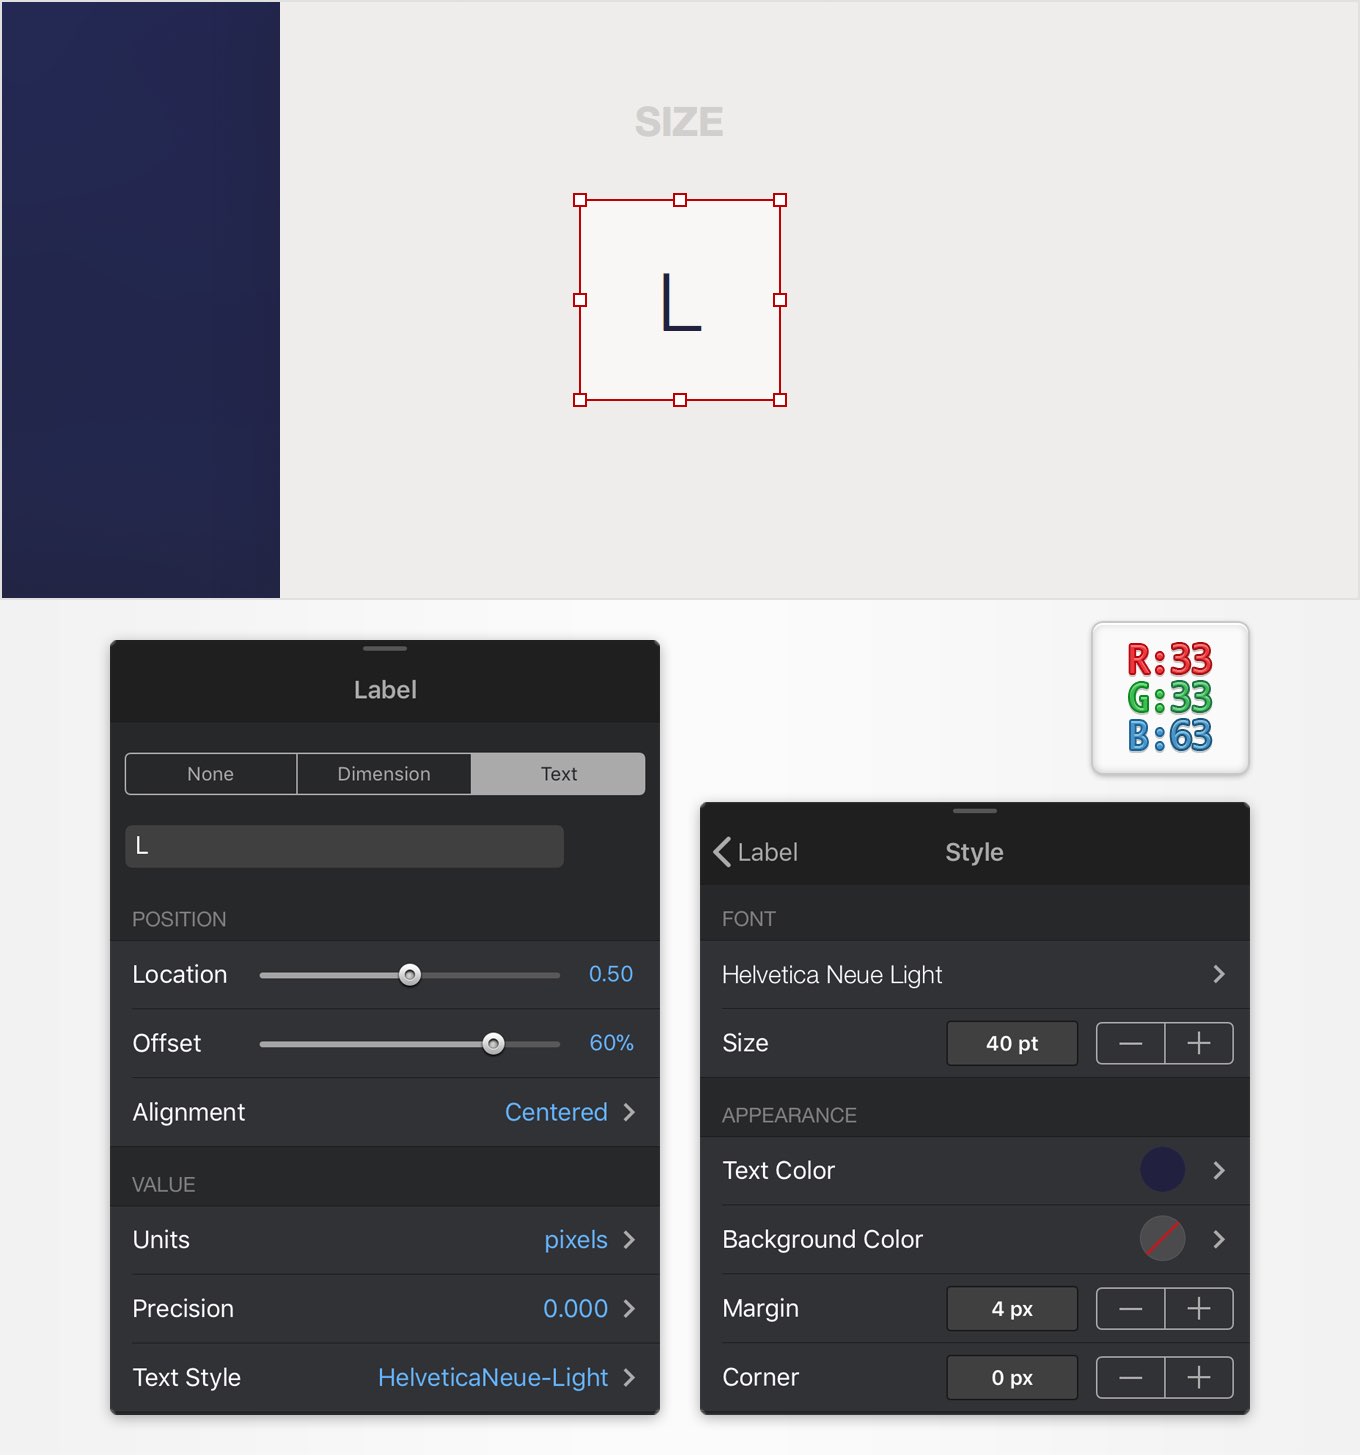 SIZE
L
Label
None Dimension Text
L
POSITION
Location 0.50
Offset 60%
Alignment Centered
VALUE
Units pixels
Precision 0.000
Text Style HelveticaNeue-Light
R:33
G:33
B:63
Label Style
FONT
Helvetica Neue Light
Size 40 pt
APPEARANCE
Text Color
Background Color
Margin 4 px
Corner 0 px